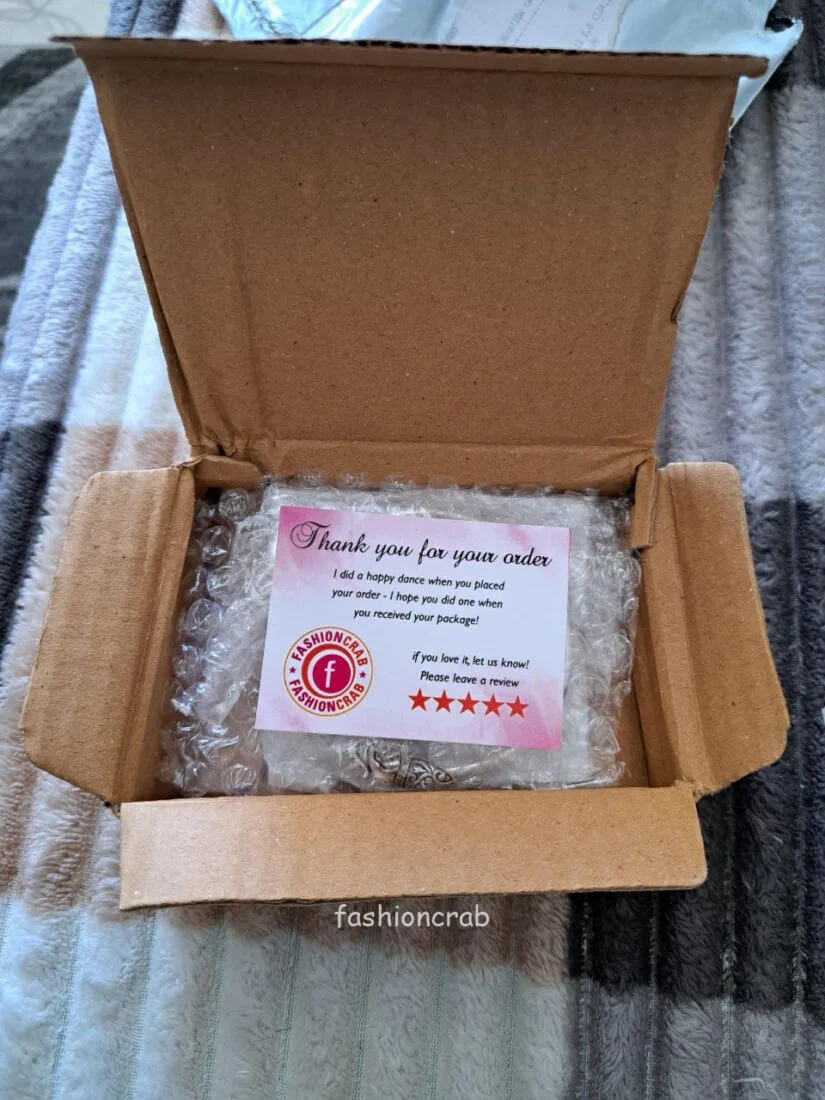 Thank you for your order
I did a happy dance when you placed
your order - I hope you did one when
you received your package!
FASHIONCRAB
f
FASHIONCRAB
if you love it, let us know!
Please leave a review
fashioncrab